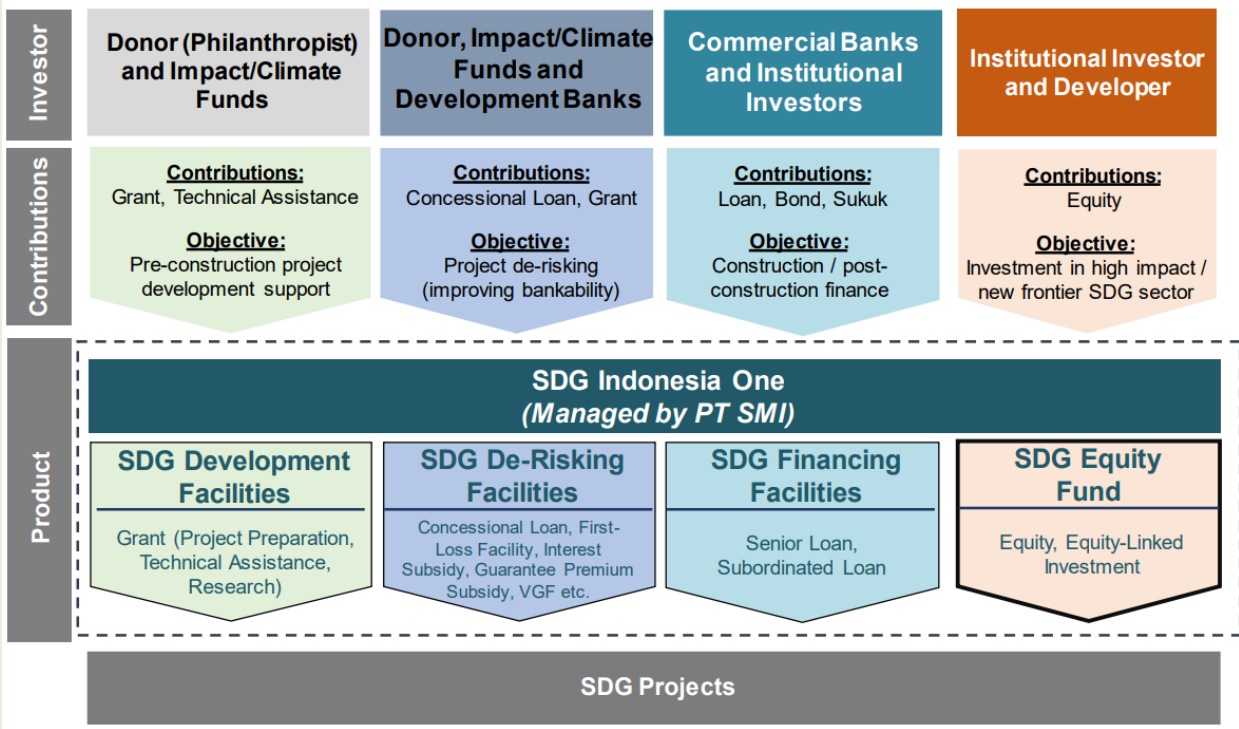 Investor
Donor (Philanthropist)
and Impact/Climate
Funds
Donor, Impact/Climate
Funds and
Development Banks
Commercial Banks
and Institutional
Investors
Institutional Investor
and Developer
Contributions
Contributions:
Grant, Technical Assistance
Objective:
Pre-construction project
development support
Contributions:
Concessional Loan, Grant
Objective:
Project de-risking
(improving bankability)
Contributions:
Loan, Bond, Sukuk
Objective:
Construction / post-
construction finance
Contributions:
Equity
Objective:
Investment in high impact /
new frontier SDG sector
Product
SDG Indonesia One
(Managed by PT SMI)
SDG Development
Facilities
Grant (Project Preparation,
Technical Assistance,
Research)
SDG De-Risking
Facilities
Concessional Loan, First-
Loss Facility, Interest
Subsidy, Guarantee Premium
Subsidy, VGF etc.
SDG Financing
Facilities
Senior Loan,
Subordinated Loan
SDG Equity
Fund
Equity, Equity-Linked
Investment
SDG Projects